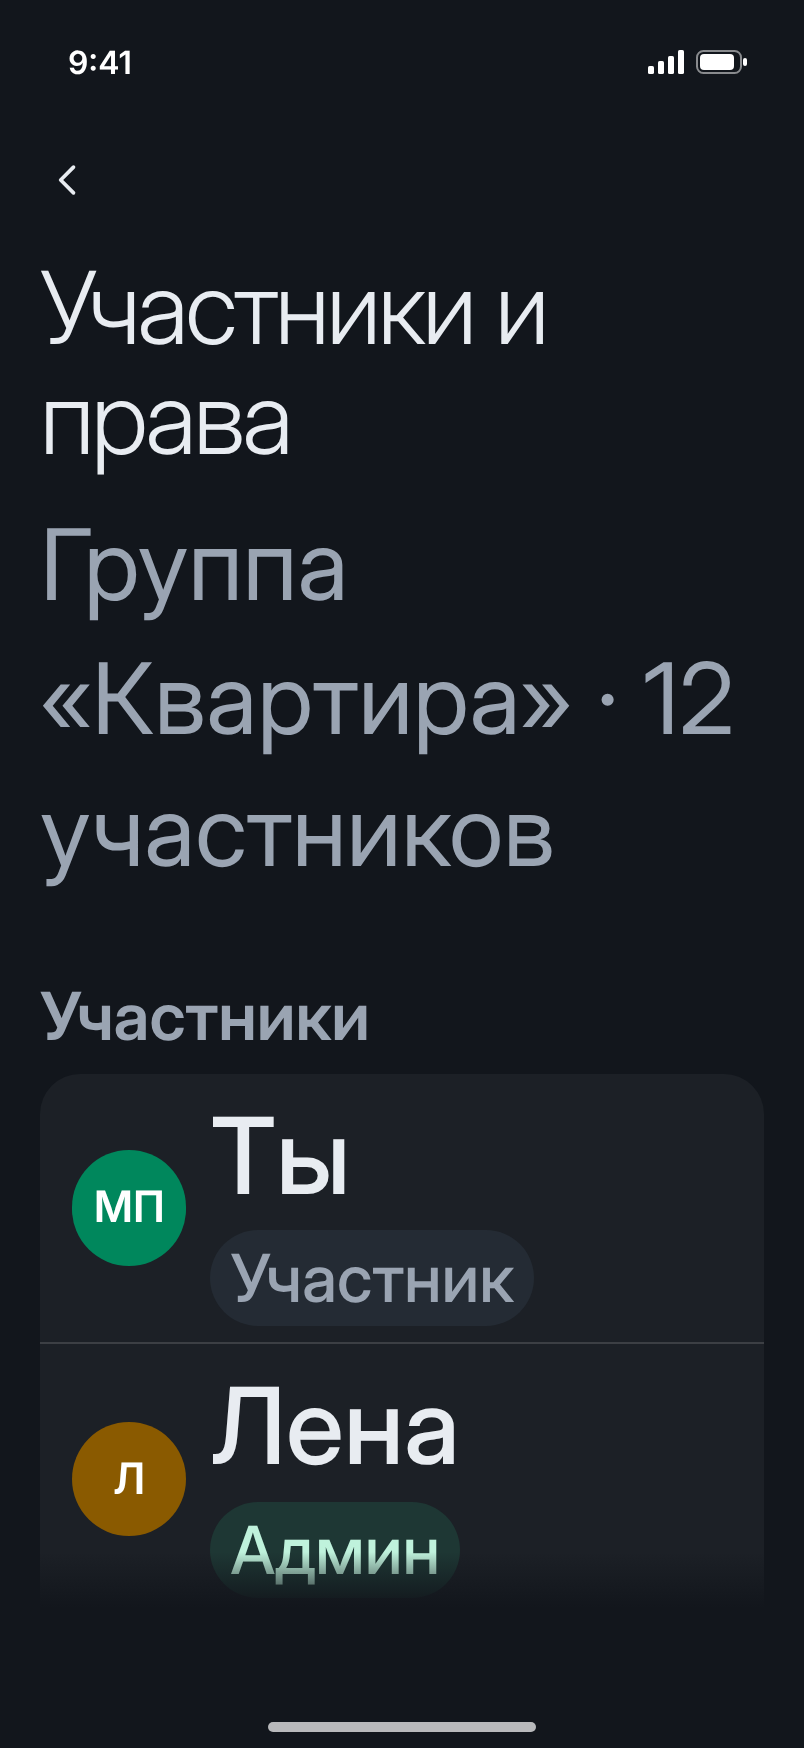 9:41
Участники и
права
Группа
«Квартира» · 12
участников
Участники
МП
Ты
Участник
Л
Лена
Админ